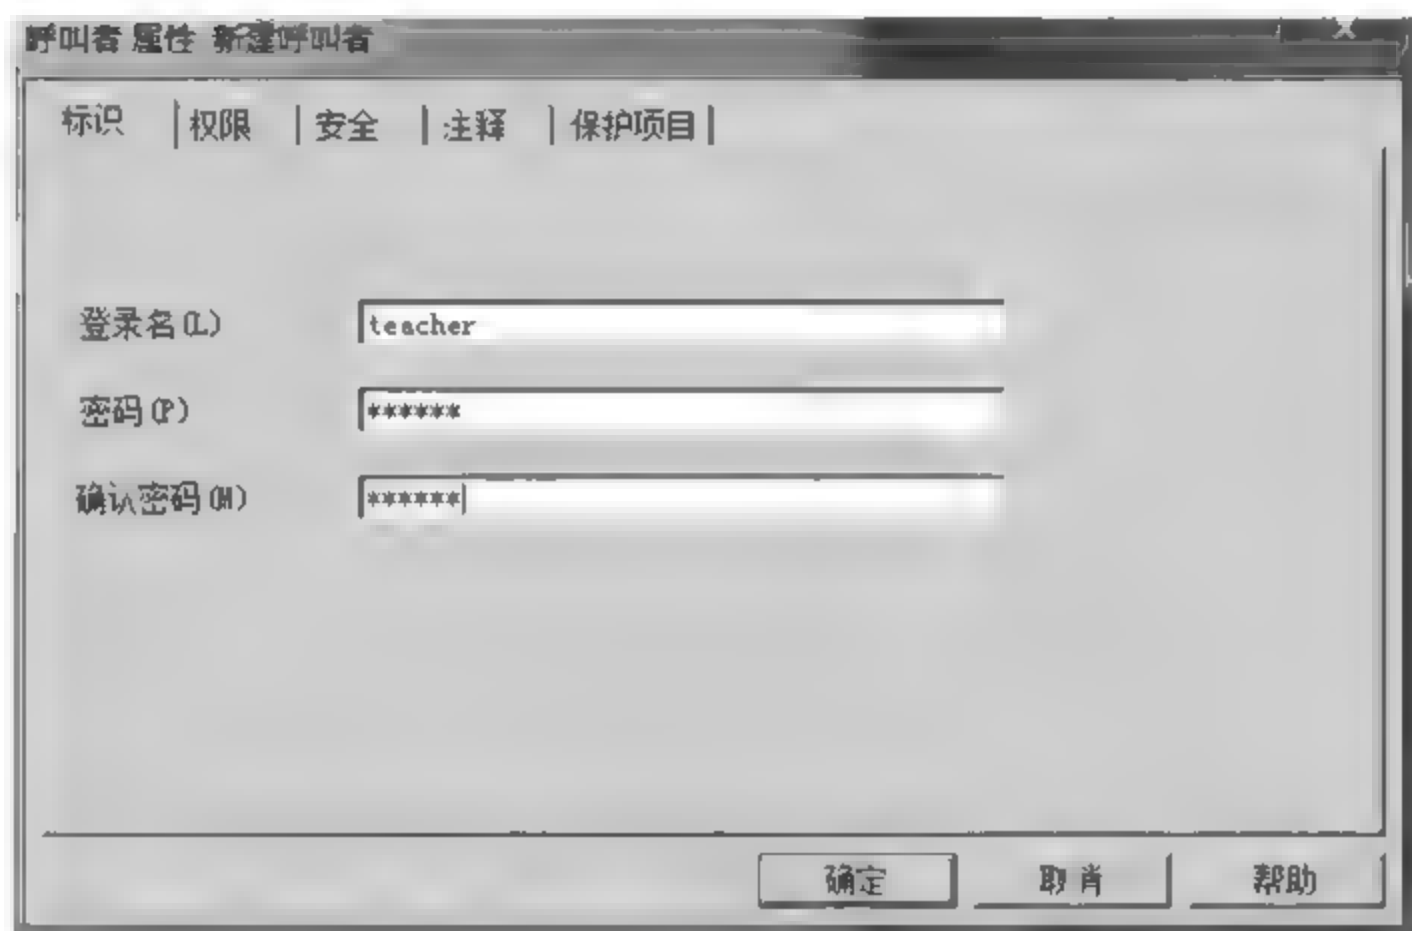 呼叫者 属性 新建呼叫者
标识 权限 安全 注释 保护项目
登录名(L) teacher
密码(P) ******
确认密码(M) ******
确定 取消 帮助